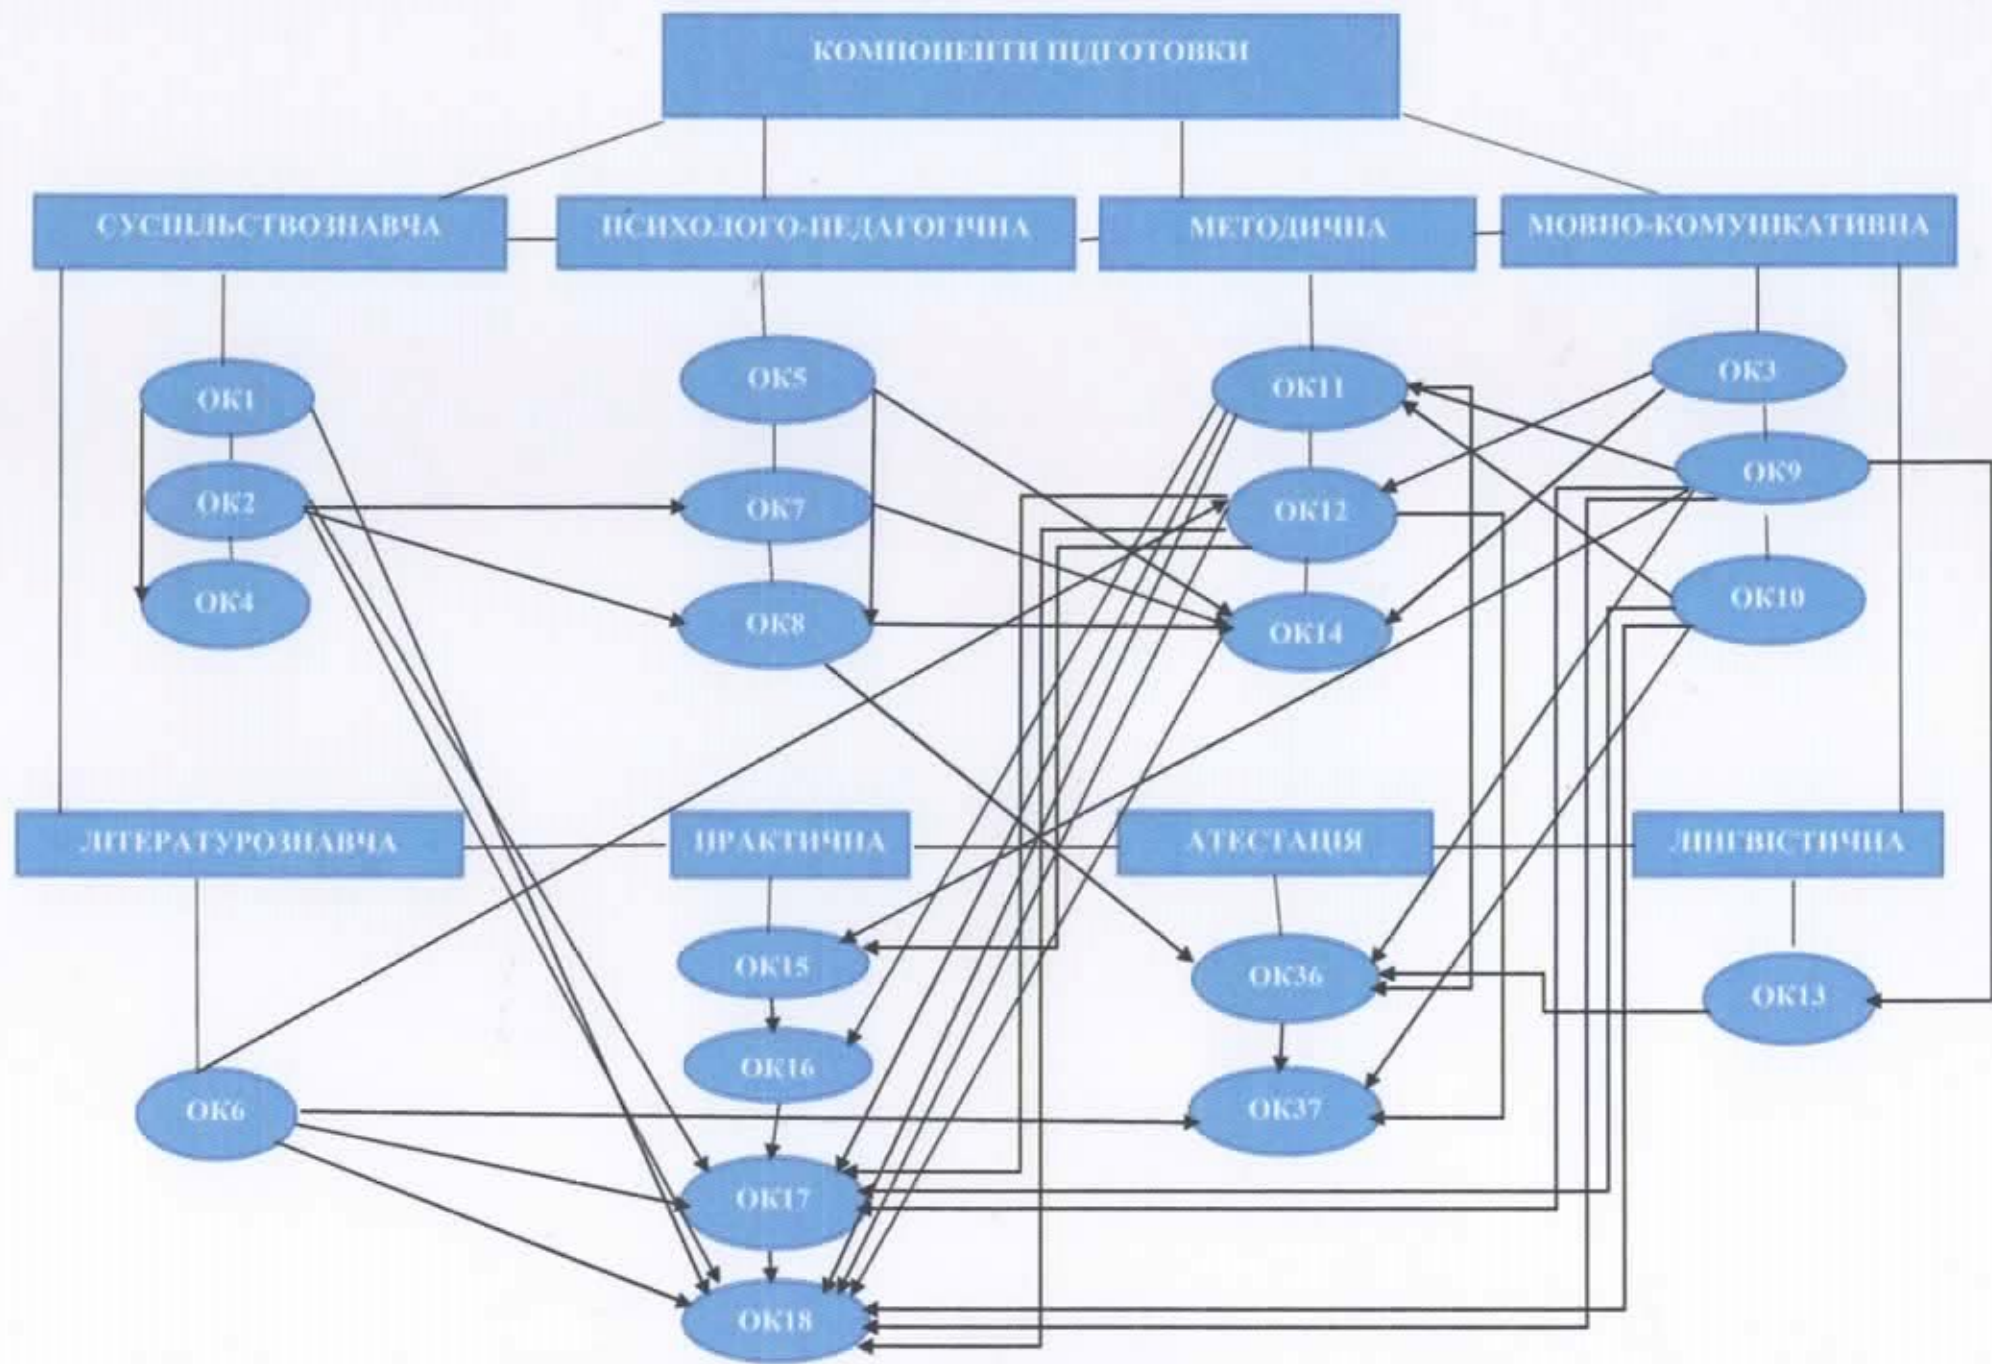 КОМПОНЕНТИ ПІДГОТОВКИ
СУСПІЛЬСТВОЗНАВЧА
ПСИХОЛОГО-ПЕДАГОГІЧНА
МЕТОДИЧНА
МОВНО-КОМУНІКАТИВНА
ОК1
ОК2
ОК4
ОК5
ОК7
ОК8
ОК11
ОК12
ОК14
ОК3
ОК9
ОК10
ЛІТЕРАТУРОЗНАВЧА
ПРАКТИЧНА
АТЕСТАЦІЯ
ЛІНГВІСТИЧНА
ОК6
ОК15
ОК16
ОК17
ОК18
ОК36
ОК37
ОК13